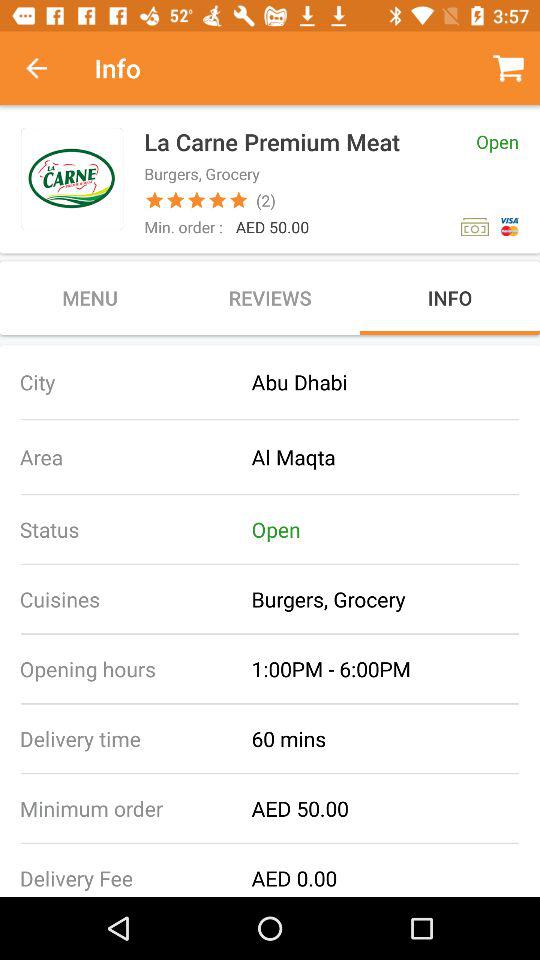 52° 3:57
Info
La Carne Premium Meat Open
LA CARNE
Burgers, Grocery
(2)
Min. order : AED 50.00
VISA
MENU REVIEWS INFO
City Abu Dhabi
Area Al Maqta
Status Open
Cuisines Burgers, Grocery
Opening hours 1:00PM - 6:00PM
Delivery time 60 mins
Minimum order AED 50.00
Delivery Fee AED 0.00